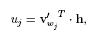 u_j = v'_{w_j}^T · h,